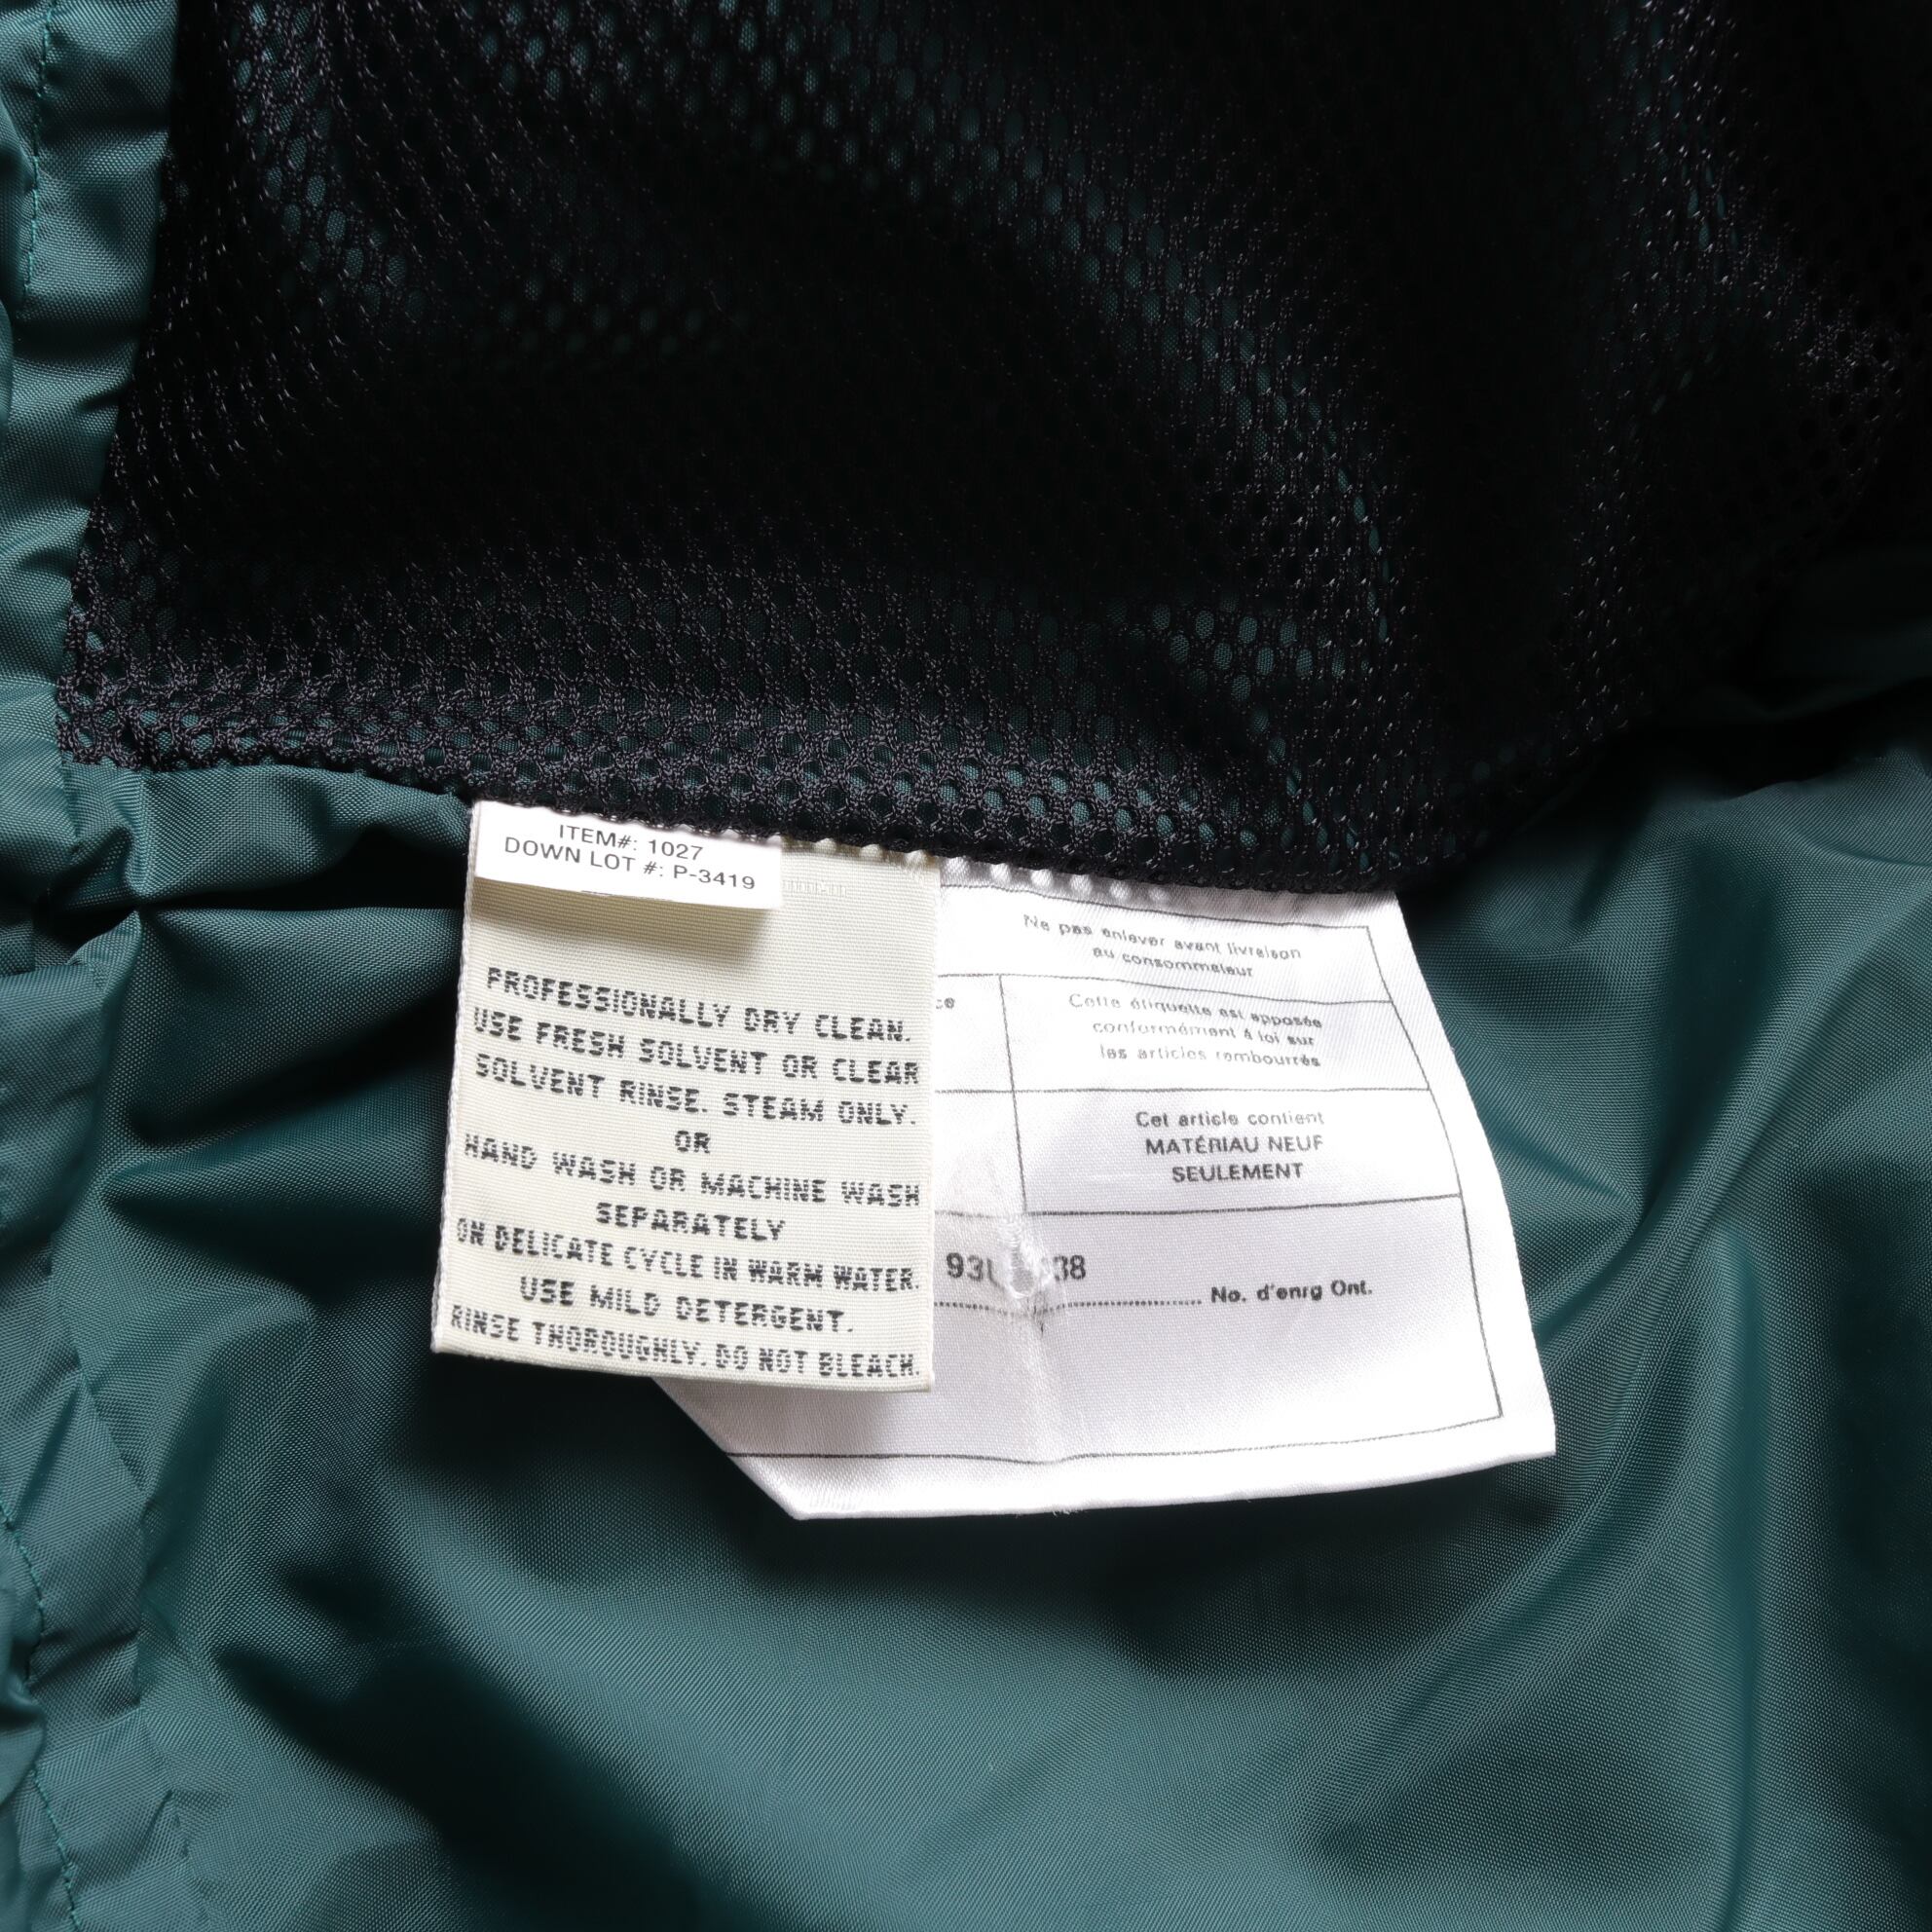 ITEM#: 1027
DOWN LOT #: P-3419
PROFESSIONALLY DRY CLEAN.
USE FRESH SOLVENT OR CLEAR
SOLVENT RINSE. STEAM ONLY.
OR
HAND WASH OR MACHINE WASH
SEPARATELY
ON DELICATE CYCLE IN WARM WATER.
USE MILD DETERGENT.
RINSE THOROUGHLY. DO NOT BLEACH.
Ne pas enlever avant livraison
au consommateur
Cette étiquette est apposée
conformément à loi sur
les articles rembourrés
Cet article contient
MATÉRIAU NEUF
SEULEMENT
No. d'enrg Ont.